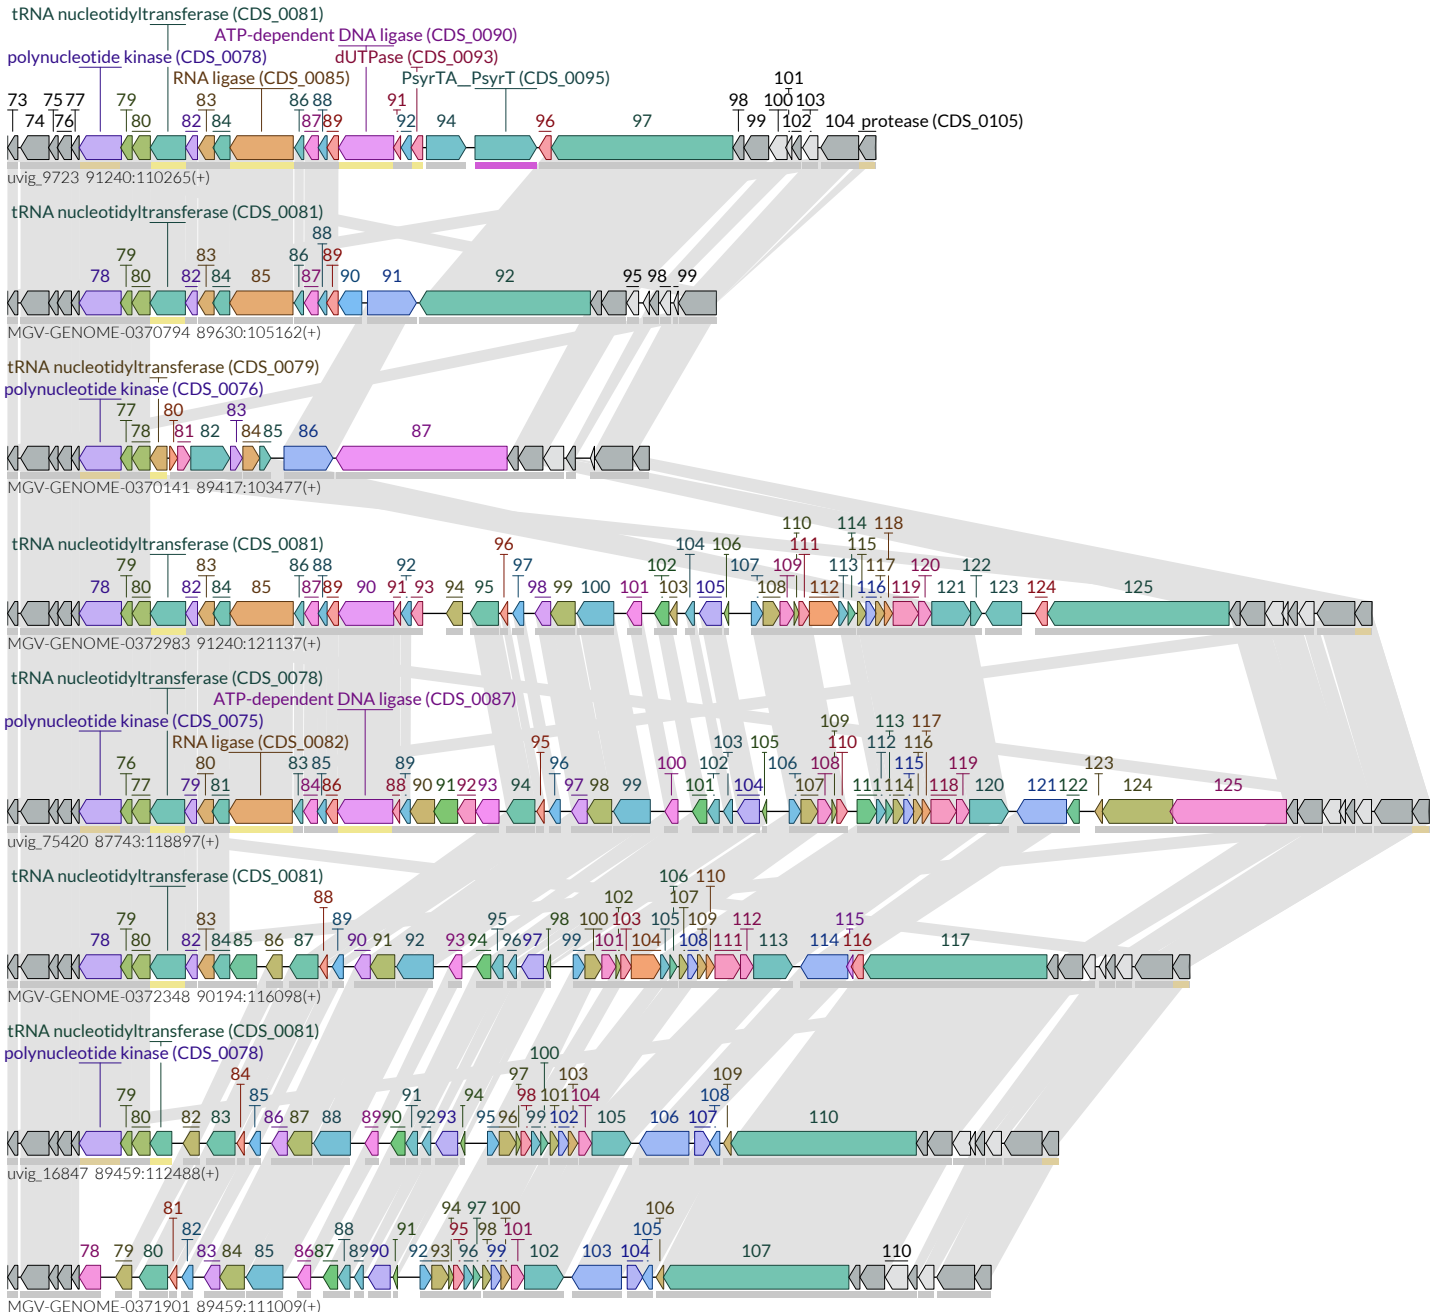 tRNA nucleotidyltransferase (CDS_0081)
ATP-dependent DNA ligase (CDS_0090)
polynucleotide kinase (CDS_0078) dUTPase (CDS_0093)
RNA ligase (CDS_0085) PsyrTA__PsyrT (CDS_0095)
101
73 75 77 79 83 86 88 91 98 100 103
74 76 80 82 84 87 89 92 94 96 97 99 102 104 protease (CDS_0105)
uvig_9723 91240:110265(+)
tRNA nucleotidyltransferase (CDS_0081)
88
79 83 86 89
78 80 82 84 85 87 90 91 92 95 98 99
MGV-GENOME-0370794 89630:105162(+)
tRNA nucleotidyltransferase (CDS_0079)
polynucleotide kinase (CDS_0076)
77 80 83
78 81 82 84 85 86 87
MGV-GENOME-0370141 89417:103477(+)
110 114 118
tRNA nucleotidyltransferase (CDS_0081) 96 104 106 111 115
79 83 86 88 92 97 102 107 109 113 117 120 122
78 80 82 84 85 87 89 90 91 93 94 95 98 99 100 101 103 105 108 112 116 119 121 123 124 125
MGV-GENOME-0372983 91240:121137(+)
tRNA nucleotidyltransferase (CDS_0078)
ATP-dependent DNA ligase (CDS_0087)
polynucleotide kinase (CDS_0075) 109 113 117
RNA ligase (CDS_0082) 95 103 105 110 112 116
76 80 83 85 89 96 100 102 106 108 115 119 123
77 79 81 84 86 88 90 91 92 93 94 97 98 99 101 104 107 111 114 118 120 121 122 124 125
uvig_75420 87743:118897(+)
tRNA nucleotidyltransferase (CDS_0081) 106 110
88 102 107
79 83 89 95 98 100 103 105 109 112 115
78 80 82 84 85 86 87 90 91 92 93 94 96 97 99 101 104 108 111 113 114 116 117
MGV-GENOME-0372348 90194:116098(+)
tRNA nucleotidyltransferase (CDS_0081)
polynucleotide kinase (CDS_0078) 100
84 97 103 109
79 85 91 94 98 101 104 108
80 82 83 86 87 88 89 90 92 93 95 96 99 102 105 106 107 110
uvig_16847 89459:112488(+)
81 94 97 100 106
82 88 91 95 98 101 105
78 79 80 83 84 85 86 87 89 90 92 93 96 99 102 103 104 107 110
MGV-GENOME-0371901 89459:111009(+)